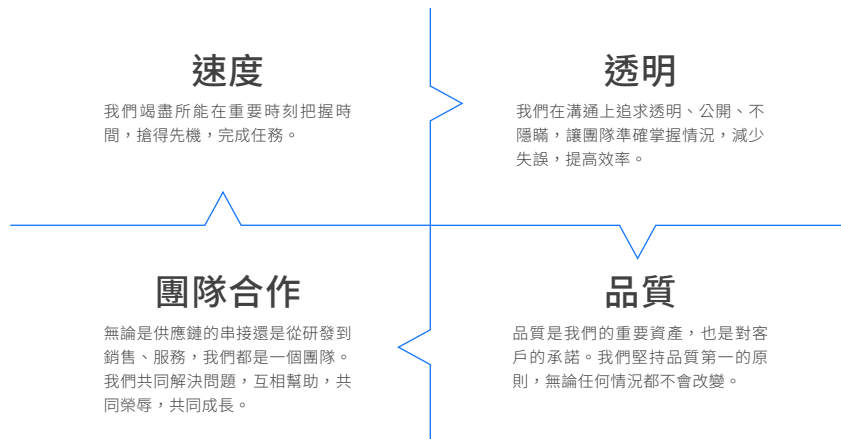 速度
我們竭盡所能在重要時刻把握時
間，搶得先機，完成任務。
透明
我們在溝通上追求透明、公開、不
隱瞞，讓團隊準確掌握情況，減少
失誤，提高效率。
團隊合作
無論是供應鏈的串接還是從研發到
銷售、服務，我們都是一個團隊。
我們共同解決問題，互相幫助，共
同榮辱，共同成長。
品質
品質是我們的重要資產，也是對客
戶的承諾。我們堅持品質第一的原
則，無論任何情況都不會改變。